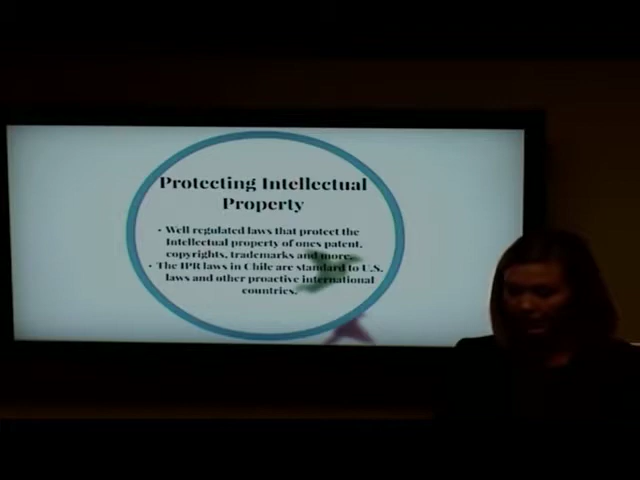 Protecting Intellectual
Property
• Well regulated laws that protect the
Intellectual property of ones patent,
copyrights, trademarks and more.
• The IPR laws in Chile are standard to U.S.
laws and other proactive international
countries.